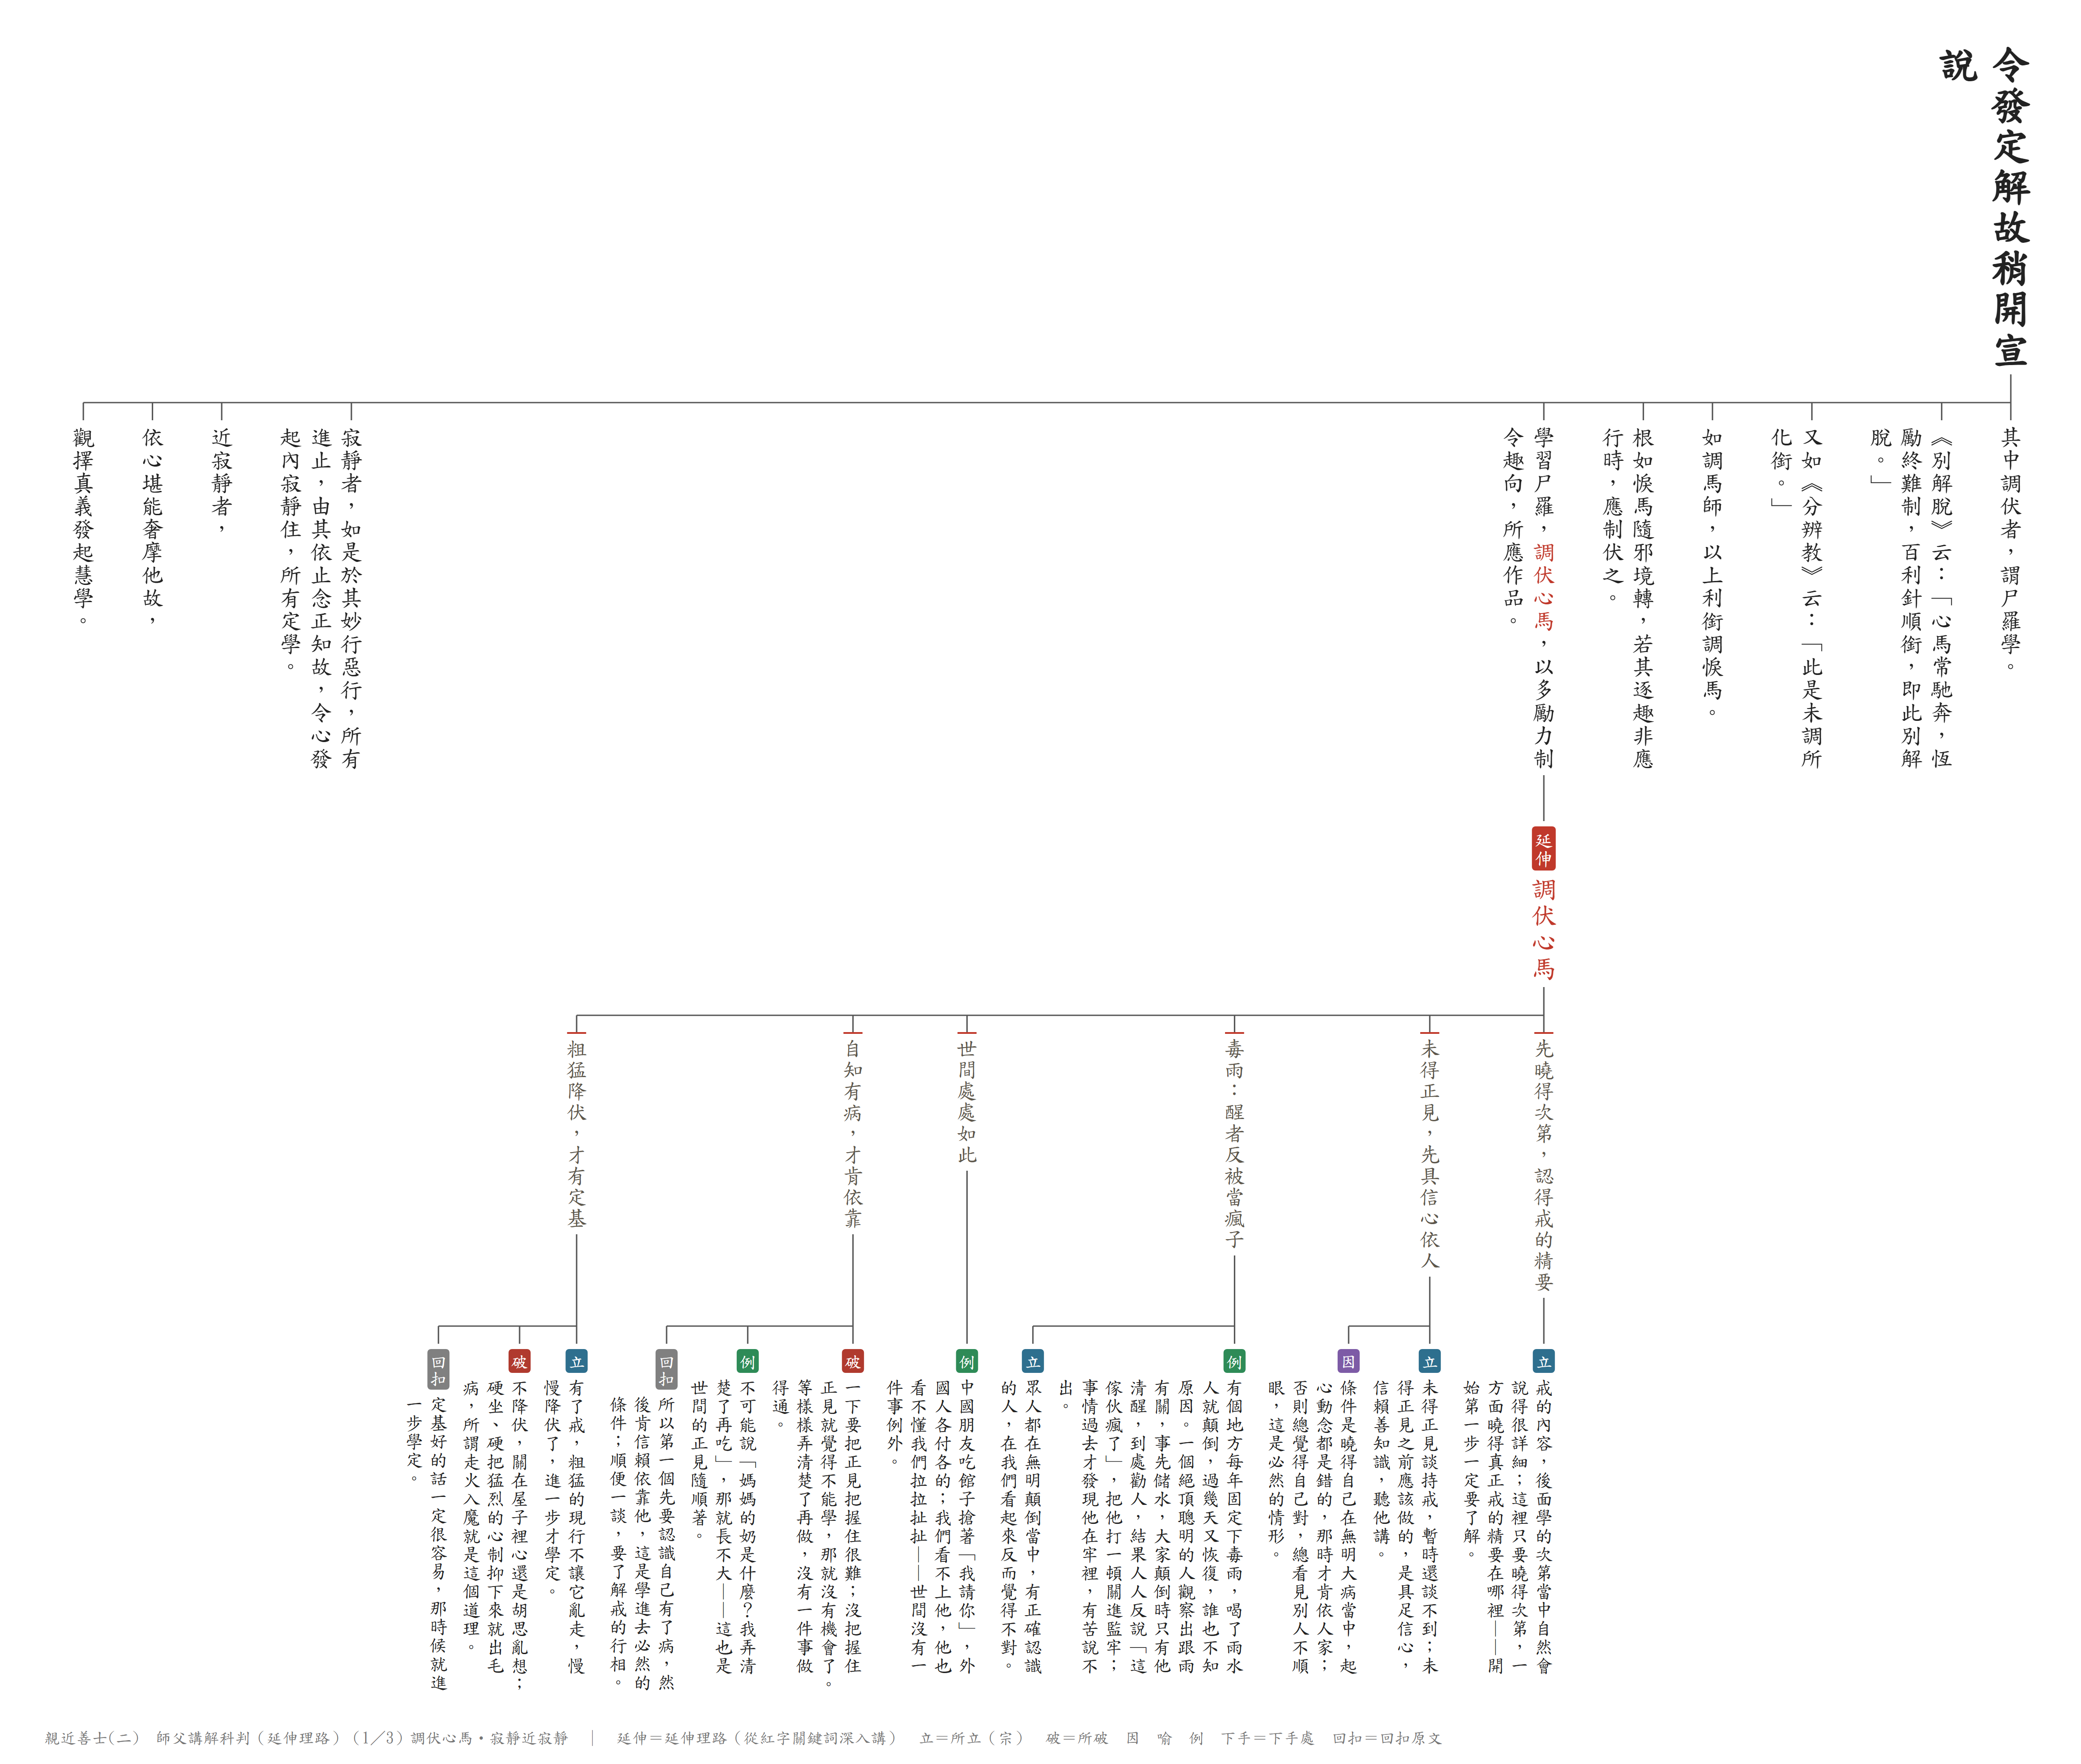 令發定解故稍開宣
說
其中調伏者，謂尸羅學。
《別解脫》云：「心馬常馳奔，恆
勵終難制，百利針順銜，即此別解
脫。」
又如《分辨教》云：「此是未調所
化銜。」
如調馬師，以上利銜調悷馬。
根如悷馬隨邪境轉，若其逐趣非應
行時，應制伏之。
學習尸羅，調伏心馬，以多勵力制
令趣向，所應作品。
寂靜者，如是於其妙行惡行，所有
進止，由其依止念正知故，令心發
起內寂靜住，所有定學。
近寂靜者，
依心堪能奢摩他故，
觀擇真義發起慧學。
延伸
調伏心馬
先曉得次第，認得戒的精要
立
戒的內容，後面學的次第當中自然會
說得很詳細；這裡只要曉得次第，一
方面曉得真正戒的精要在哪裡——開
始第一步一定要了解。
未得正見，先具信心依人
立
未得正見談持戒，暫時還談不到；未
得正見之前應該做的，是具足信心，
信賴善知識，聽他講。
因
條件是曉得自己在無明大病當中，起
心動念都是錯的，那時才肯依人家；
否則總覺得自己對，總看見別人不順
眼，這是必然的情形。
毒雨：醒者反被當瘋子
例
有個地方每年固定下毒雨，喝了雨水
人就顛倒，過幾天又恢復，誰也不知
原因。一個絕頂聰明的人觀察出跟雨
有關，事先儲水，大家顛倒時只有他
清醒，到處勸人，結果人人反說「這
傢伙瘋了」，把他打一頓關進監牢；
事情過去才發現他在牢裡，有苦說不
出。
立
眾人都在無明顛倒當中，有正確認識
的人，在我們看起來反而覺得不對。
世間處處如此
例
中國朋友吃館子搶著「我請你」，外
國人各付各的；我們看不上他，他也
看不懂我們拉拉扯扯——世間沒有一
件事例外。
自知有病，才肯依靠
破
一下要把正見把握住很難；沒把握住
正見就覺得不能學，那就沒有機會了。
等樣樣弄清楚了再做，沒有一件事做
得通。
例
不可能說「媽媽的奶是什麼？我弄清
楚了再吃」，那就長不大——這也是
世間的正見隨順著。
回扣
所以第一個先要認識自己有了病，然
後肯信賴依靠他，這是學進去必然的
條件；順便一談，要了解戒的行相。
粗猛降伏，才有定基
立
有了戒，粗猛的現行不讓它亂走，慢
慢降伏了，進一步才學定。
破
不降伏，關在屋子裡心還是胡思亂想；
硬坐、硬把猛烈的心制抑下來就出毛
病，所謂走火入魔就是這個道理。
回扣
定基好的話一定很容易，那時候就進
一步學定。
親近善士(二)　師父講解科判（延伸理路）（1／3）調伏心馬・寂靜近寂靜　｜　延伸＝延伸理路（從紅字關鍵詞深入講）　立＝所立（宗）　破＝所破　因　喻　例　下手＝下手處　回扣＝回扣原文